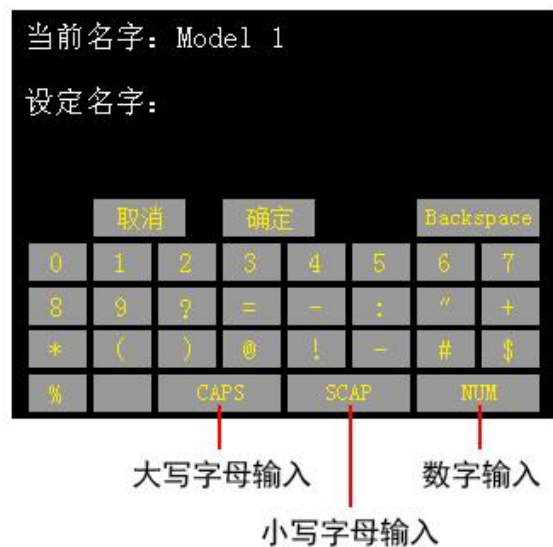 当前名字: Model 1
设定名字:
取消 确定 Backspace
0 1 2 3 4 5 6 7
8 9 ? = - : " +
* ( ) @ ! - # $
% CAPS SCAP NUM
大写字母输入 数字输入
小写字母输入